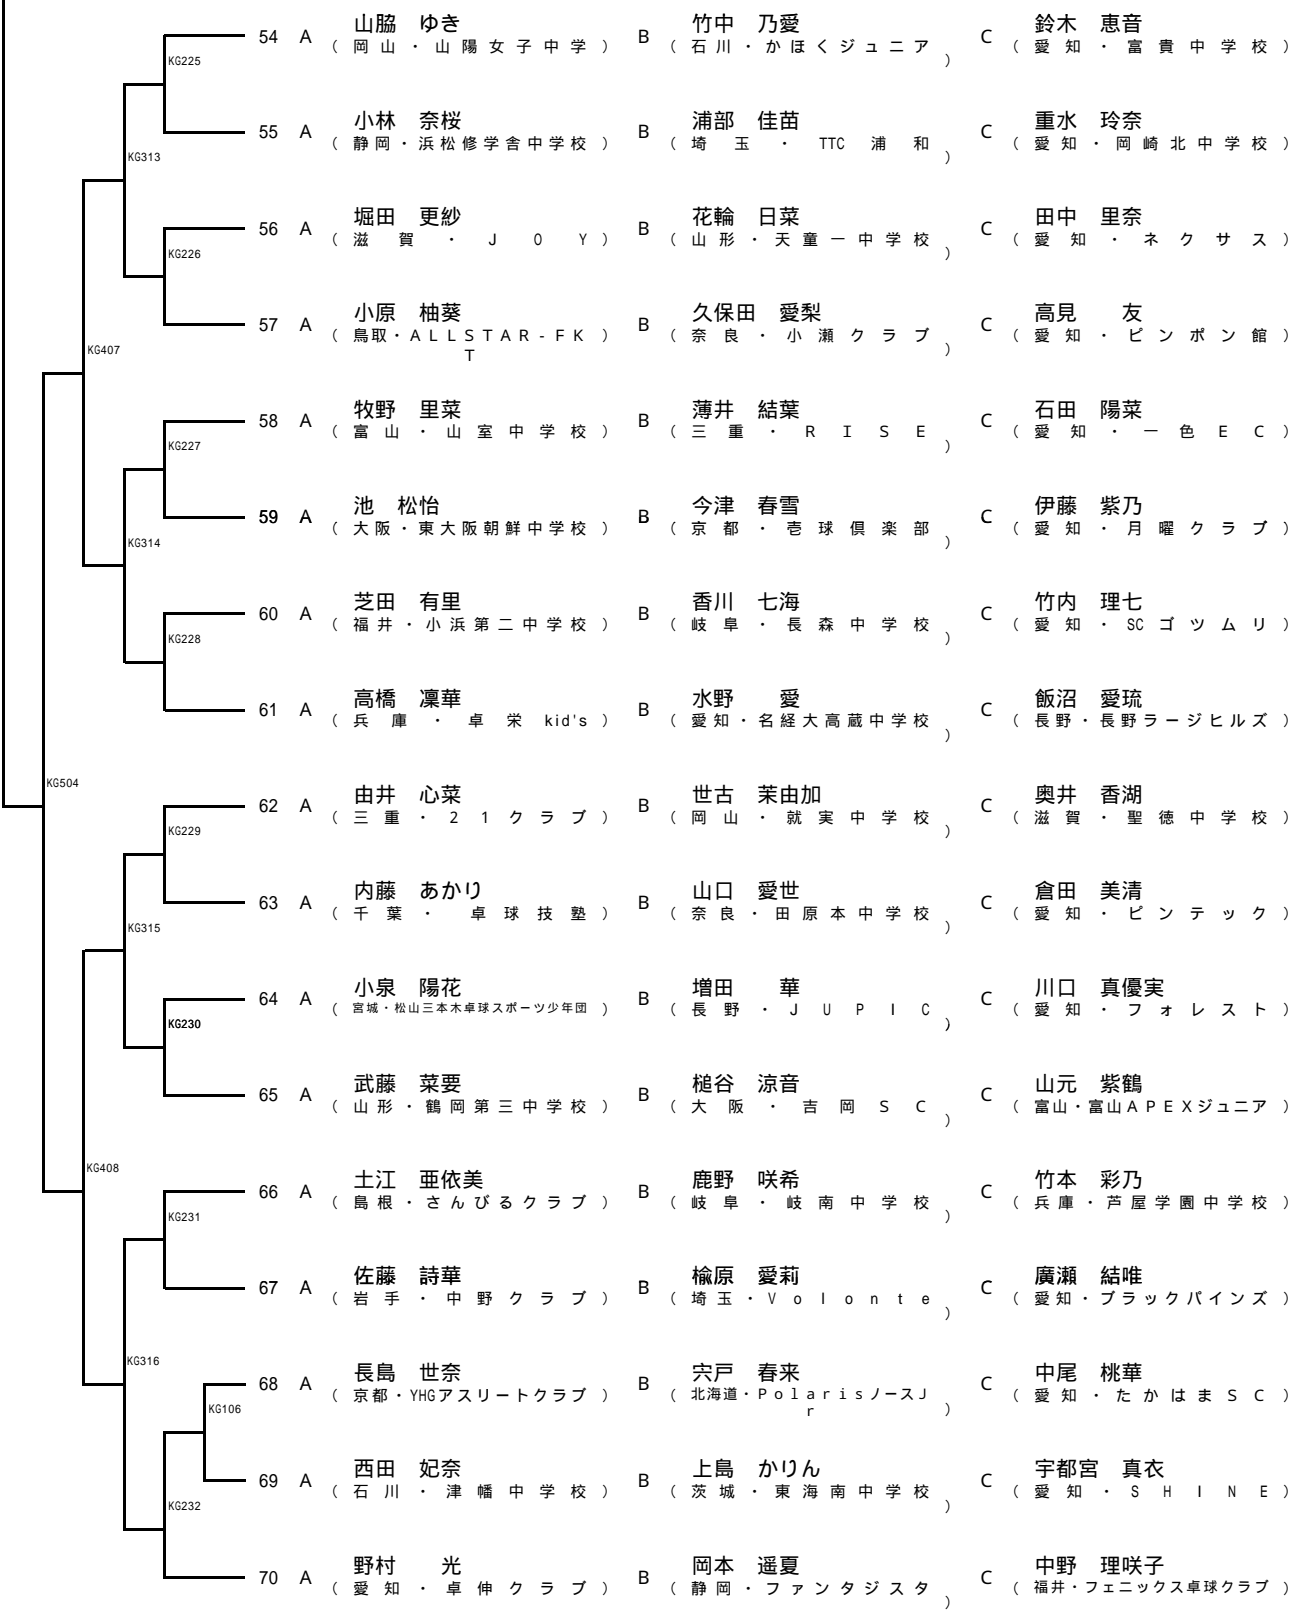 54 A 山脇 ゆき B 竹中 乃愛 C 鈴木 恵音
(岡山・山陽女子中学) (石川・かほくジュニア) (愛知・富貴中学校)
KG225
55 A 小林 奈桜 B 浦部 佳苗 C 重水 玲奈
(静岡・浜松修学舎中学校) (埼玉・TTC浦和) (愛知・岡崎北中学校)
KG313
56 A 堀田 更紗 B 花輪 日菜 C 田中 里奈
(滋賀・JOY) (山形・天童一中学校) (愛知・ネクサス)
KG226
57 A 小原 柚葵 B 久保田 愛梨 C 高見 友
(鳥取・ALLSTAR-FKT) (奈良・小瀬クラブ) (愛知・ピンポン館)
KG407
58 A 牧野 里菜 B 薄井 結葉 C 石田 陽菜
(富山・山室中学校) (三重・RISE) (愛知・一色EC)
KG227
59 A 池 松怡 B 今津 春雪 C 伊藤 紫乃
(大阪・東大阪朝鮮中学校) (京都・壱球倶楽部) (愛知・月曜クラブ)
KG314
60 A 芝田 有里 B 香川 七海 C 竹内 理七
(福井・小浜第二中学校) (岐阜・長森中学校) (愛知・SCゴツムリ)
KG228
61 A 高橋 凜華 B 水野 愛 C 飯沼 愛琉
(兵庫・卓栄kid's) (愛知・名経大高蔵中学校) (長野・長野ラージヒルズ)
KG504
62 A 由井 心菜 B 世古 茉由加 C 奥井 香湖
(三重・21クラブ) (岡山・就実中学校) (滋賀・聖徳中学校)
KG229
63 A 内藤 あかり B 山口 愛世 C 倉田 美清
(千葉・卓球技塾) (奈良・田原本中学校) (愛知・ピンテック)
KG315
64 A 小泉 陽花 B 増田 華 C 川口 真優実
(宮城・松山三本木卓球スポーツ少年団) (長野・JUPIC) (愛知・フォレスト)
KG230
65 A 武藤 菜要 B 槌谷 涼音 C 山元 紫鶴
(山形・鶴岡第三中学校) (大阪・吉岡SC) (富山・富山APEXジュニア)
KG408
66 A 土江 亜依美 B 鹿野 咲希 C 竹本 彩乃
(島根・さんびるクラブ) (岐阜・岐南中学校) (兵庫・芦屋学園中学校)
KG231
67 A 佐藤 詩華 B 楡原 愛莉 C 廣瀬 結唯
(岩手・中野クラブ) (埼玉・Volonte) (愛知・ブラックパインズ)
KG316
68 A 長島 世奈 B 宍戸 春来 C 中尾 桃華
(京都・YHGアスリートクラブ) (北海道・PolarisノースJr) (愛知・たかはまSC)
KG106
69 A 西田 妃奈 B 上島 かりん C 宇都宮 真衣
(石川・津幡中学校) (茨城・東海南中学校) (愛知・SHINE)
KG232
70 A 野村 光 B 岡本 遥夏 C 中野 理咲子
(愛知・卓伸クラブ) (静岡・ファンタジスタ) (福井・フェニックス卓球クラブ)